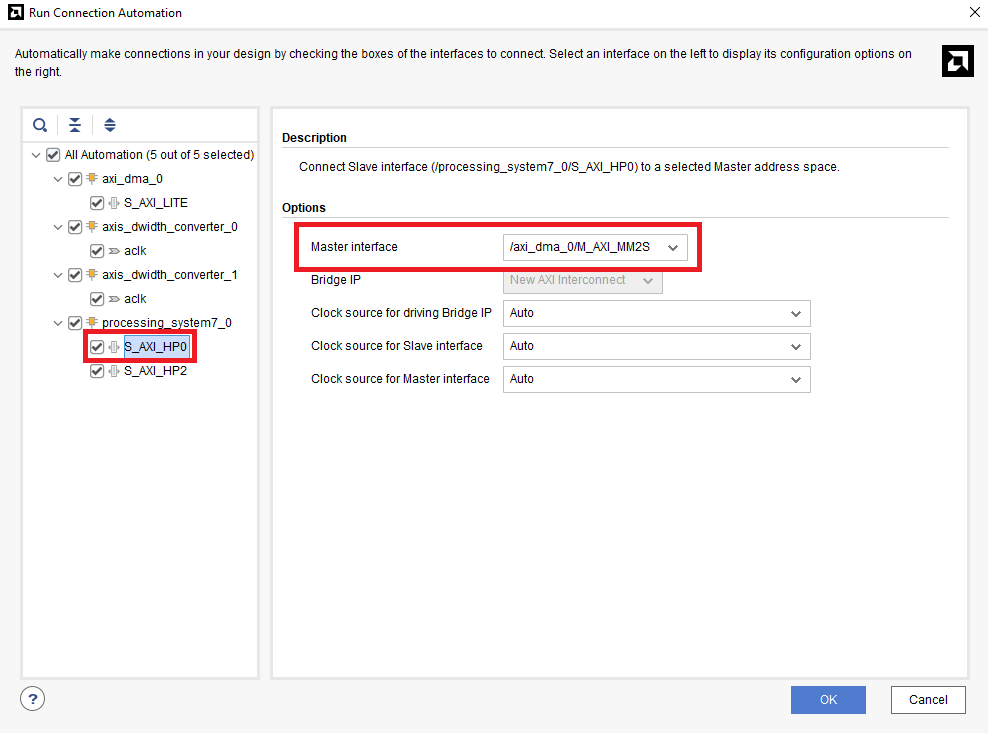 Run Connection Automation
Automatically make connections in your design by checking the boxes of the interfaces to connect. Select an interface on the left to display its configuration options on
the right.
All Automation (5 out of 5 selected)
axi_dma_0
S_AXI_LITE
axis_dwidth_converter_0
aclk
axis_dwidth_converter_1
aclk
processing_system7_0
S_AXI_HP0
S_AXI_HP2
Description
Connect Slave interface (/processing_system7_0/S_AXI_HP0) to a selected Master address space.
Options
Master interface /axi_dma_0/M_AXI_MM2S
Bridge IP New AXI Interconnect
Clock source for driving Bridge IP Auto
Clock source for Slave interface Auto
Clock source for Master interface Auto
?
OK Cancel